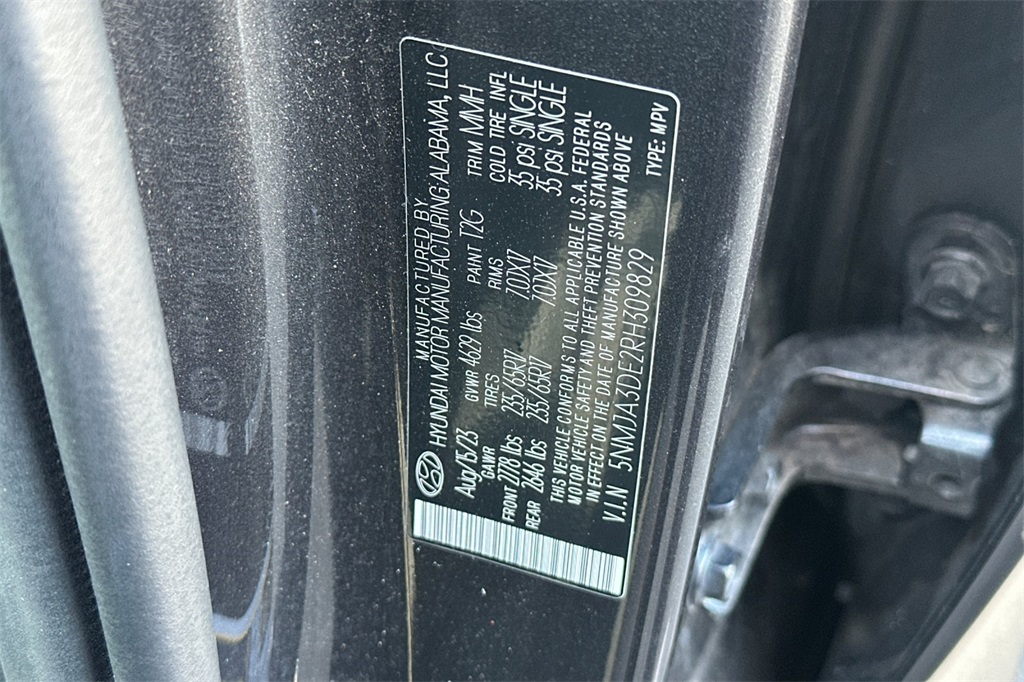 MANUFACTURED BY
HYUNDAI MOTOR MANUFACTURING ALABAMA, LLC
Aug/15/23 GVWR 4629 lbs PAINT T2G TRIM MMH
GAWR TIRES RIMS COLD TIRE INFL
FRONT 2778 lbs 235/65R17 7.0JX17 35 psi SINGLE
REAR 2646 lbs 235/65R17 7.0JX17 35 psi SINGLE
THIS VEHICLE CONFORMS TO ALL APPLICABLE U.S.A. FEDERAL
MOTOR VEHICLE SAFETY AND THEFT PREVENTION STANDARDS
IN EFFECT ON THE DATE OF MANUFACTURE SHOWN ABOVE
V.I.N 5NMJA3DE2RH309829 TYPE: MPV